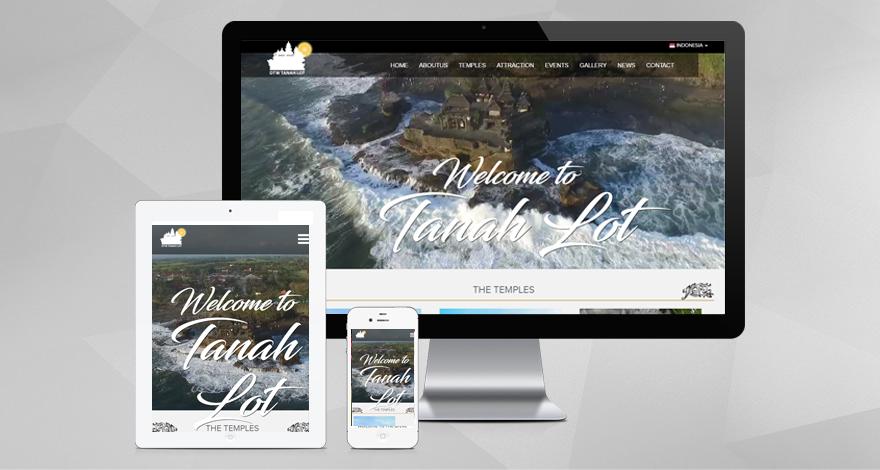 INDONESIA
DTW TANAH LOT
HOME ABOUTUS TEMPLES ATTRACTION EVENTS GALLERY NEWS CONTACT
Welcome to
Tanah Lot
THE TEMPLES
Welcome to
Tanah
Lot
THE TEMPLES
Welcome to
Tanah
Lot
THE TEMPLES